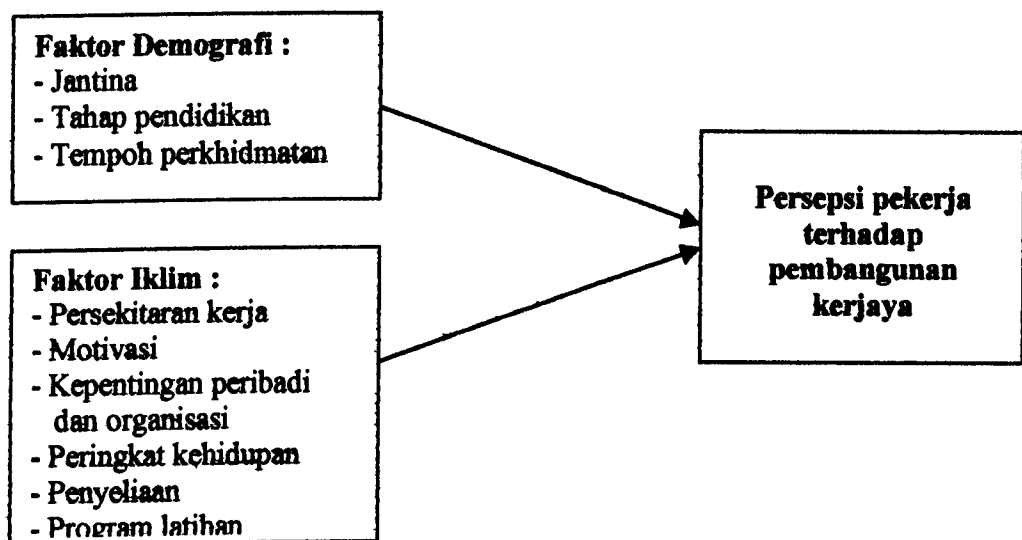 Faktor Demografi :
- Jantina
- Tahap pendidikan
- Tempoh perkhidmatan
Faktor Iklim :
- Persekitaran kerja
- Motivasi
- Kepentingan peribadi
dan organisasi
- Peringkat kehidupan
- Penyeliaan
- Program latihan
Persepsi pekerja
terhadap
pembangunan
kerjaya